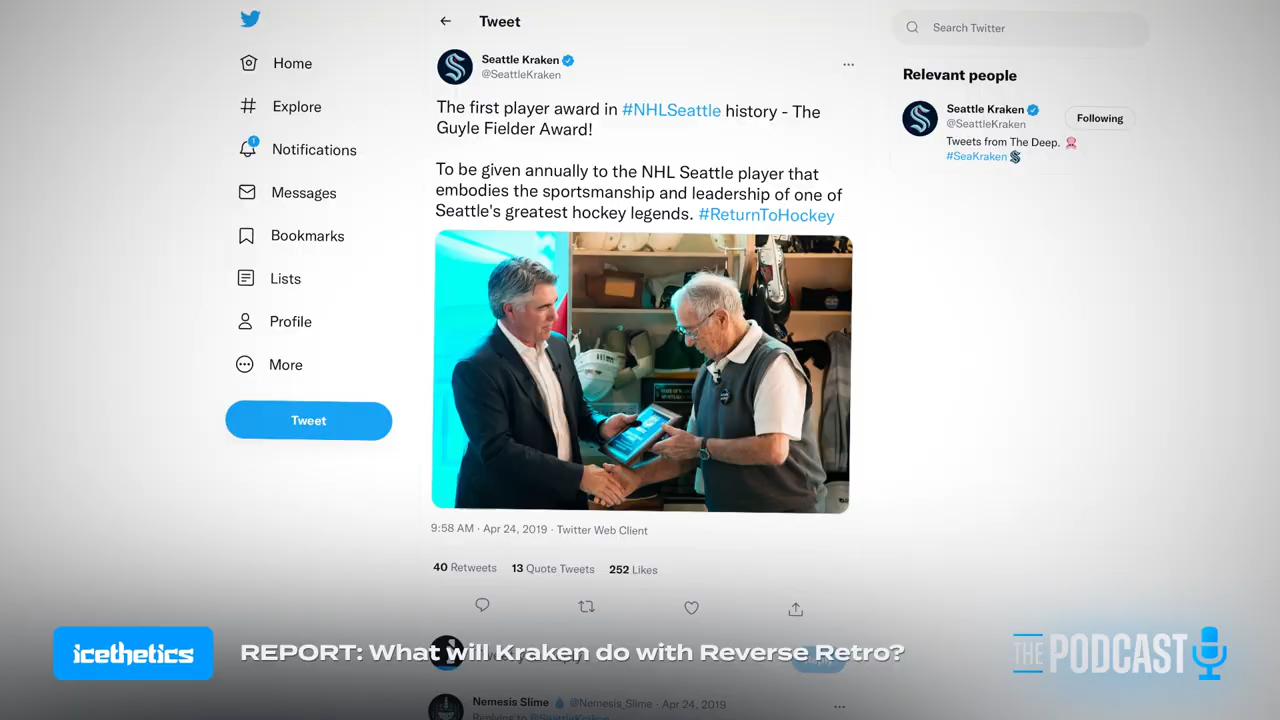 Home
Explore
1
Notifications
Messages
Bookmarks
Lists
Profile
More
Tweet
Tweet
Seattle Kraken
@SeattleKraken
The first player award in #NHLSeattle history - The
Guyle Fielder Award!
To be given annually to the NHL Seattle player that
embodies the sportsmanship and leadership of one of
Seattle's greatest hockey legends. #ReturnToHockey
9:58 AM · Apr 24, 2019 · Twitter Web Client
40 Retweets 13 Quote Tweets 252 Likes
Nemesis Slime @Nemesis_Slime · Apr 24, 2019
Replying to @SeattleKraken
Search Twitter
Relevant people
Seattle Kraken
@SeattleKraken
Following
Tweets from The Deep.
#SeaKraken
icethetics
REPORT: What will Kraken do with Reverse Retro?
THE PODCAST